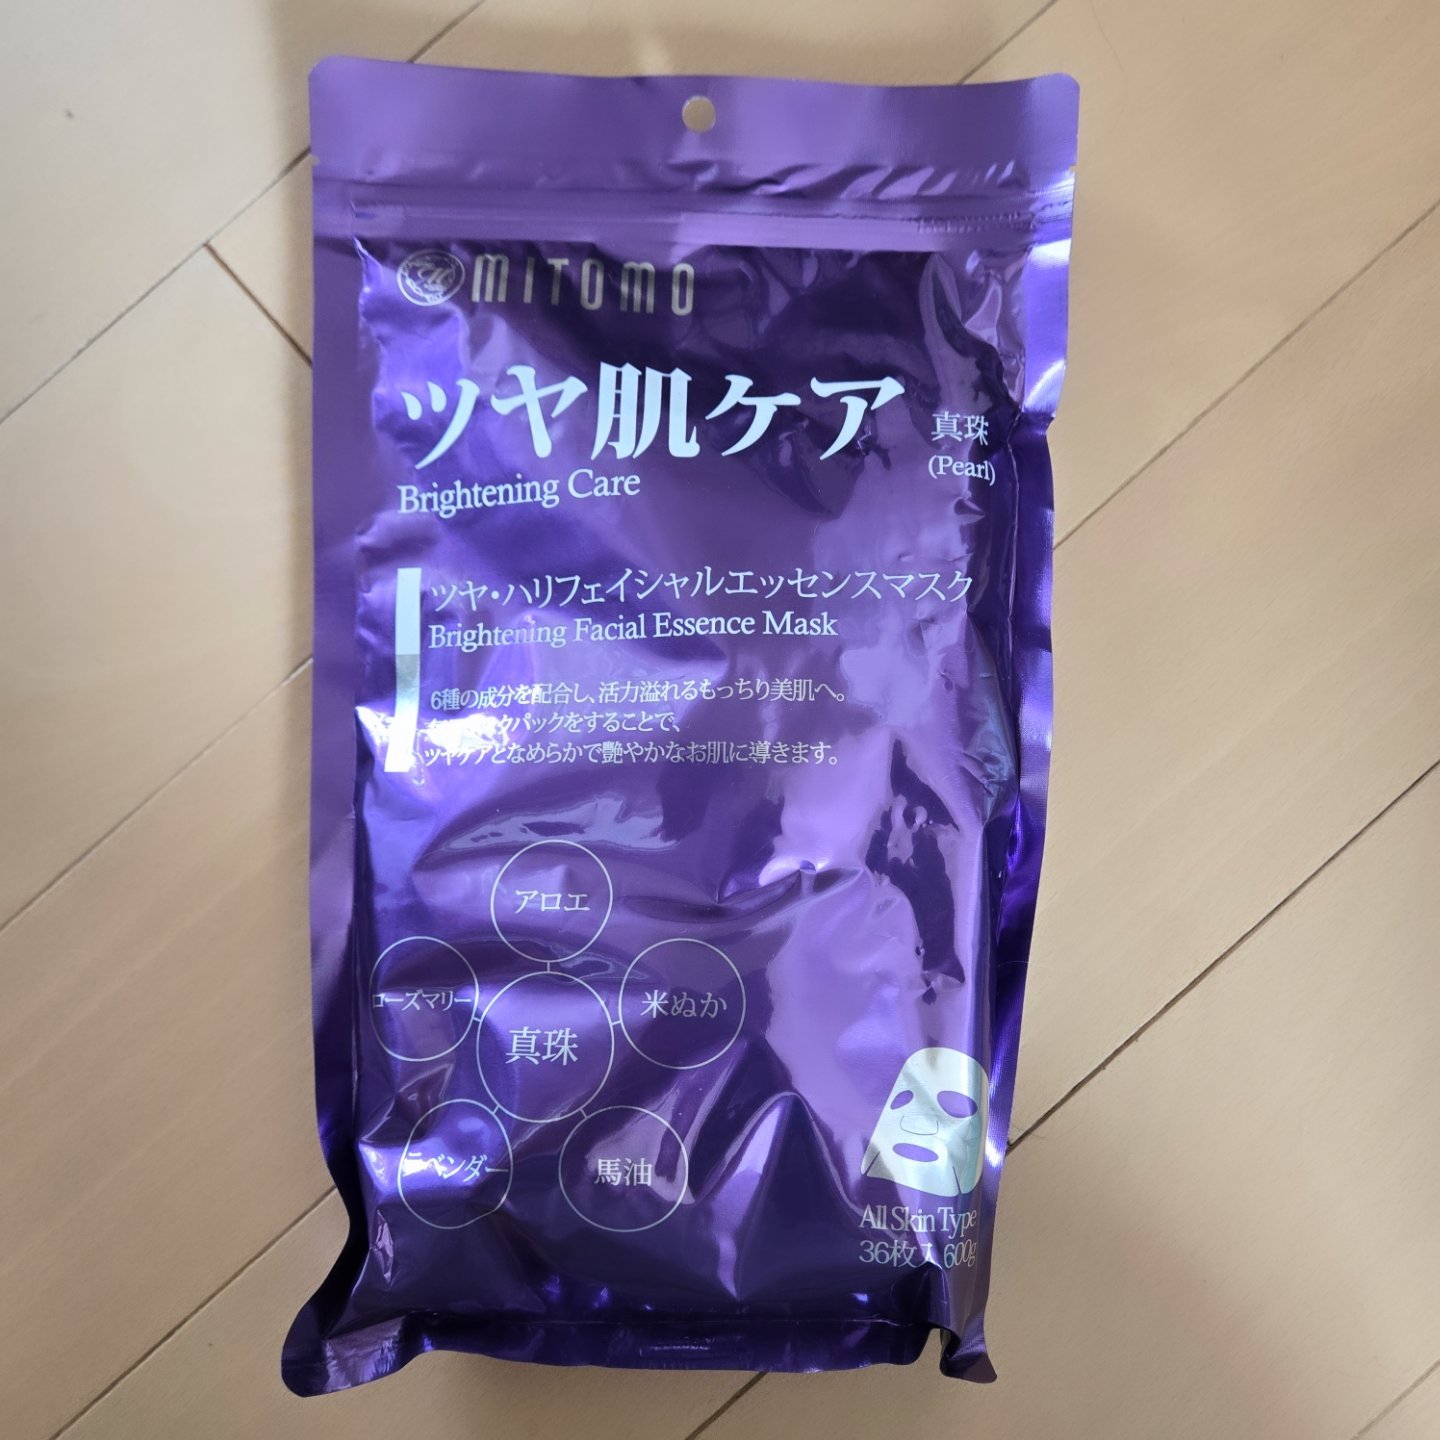 MITOMO
ツヤ肌ケア
真珠
(Pearl)
Brightening Care
ツヤ・ハリフェイシャルエッセンスマスク
Brightening Facial Essence Mask
6種の成分を配合し、活力溢れるもっちり美肌へ。
クパックをすることで、
ツヤケアとなめらかで艶やかなお肌に導きます。
アロエ
ローズマリー
米ぬか
真珠
ラベンダー
馬油
All Skin Type
36枚入 600g